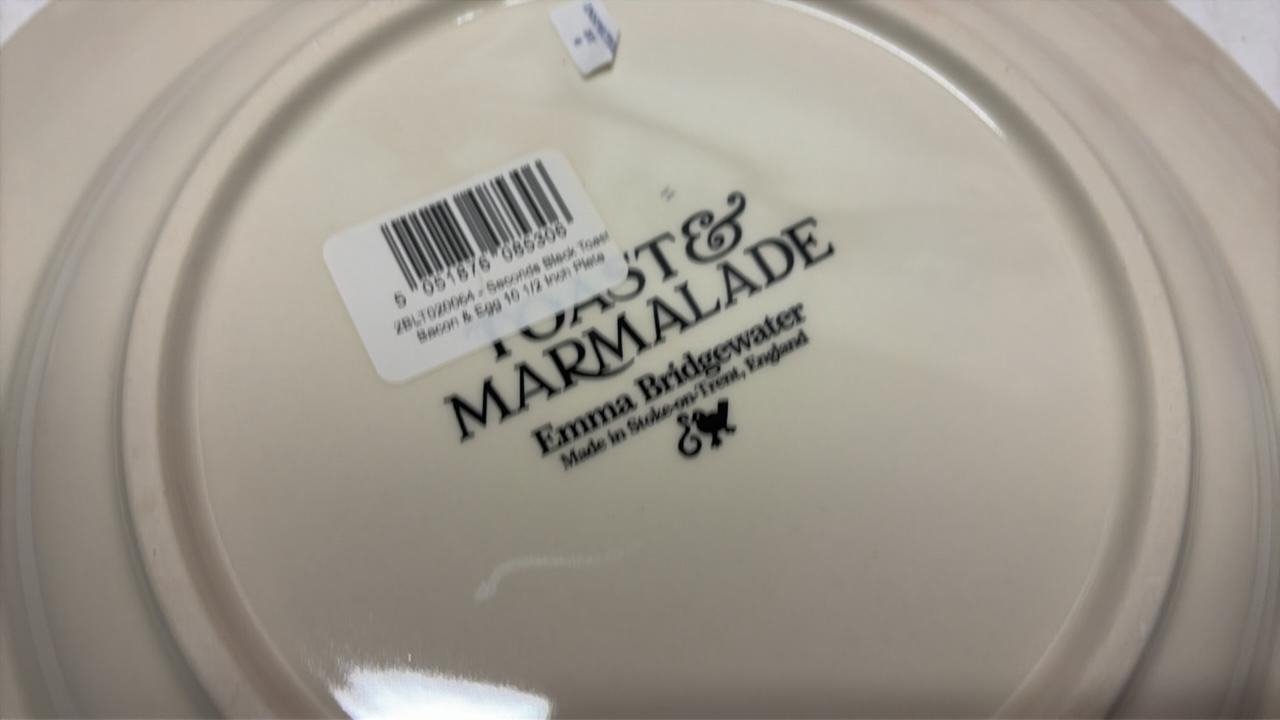 5 051876 085306
2BLT020064 - Seconds Black Toast
Bacon & Egg 10 1/2 Inch Plate
TOAST &
MARMALADE
Emma Bridgewater
Made in Stoke-on-Trent, England